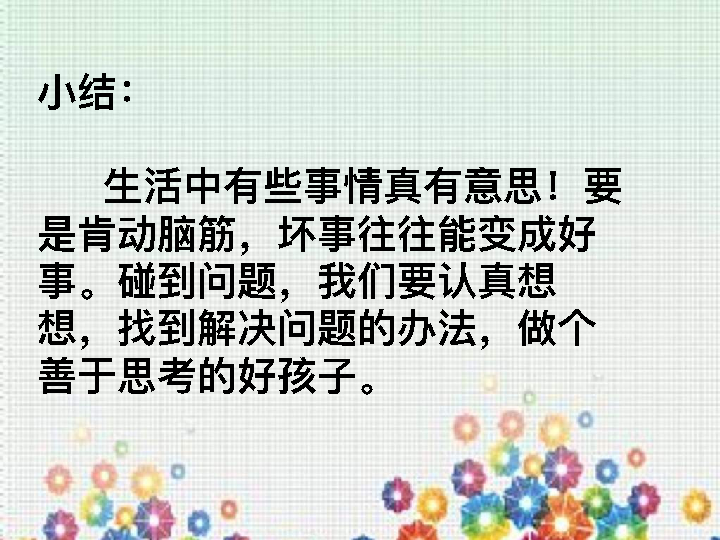 小结：
生活中有些事情真有意思！要
是肯动脑筋，坏事往往能变成好
事。碰到问题，我们要认真想
想，找到解决问题的办法，做个
善于思考的好孩子。